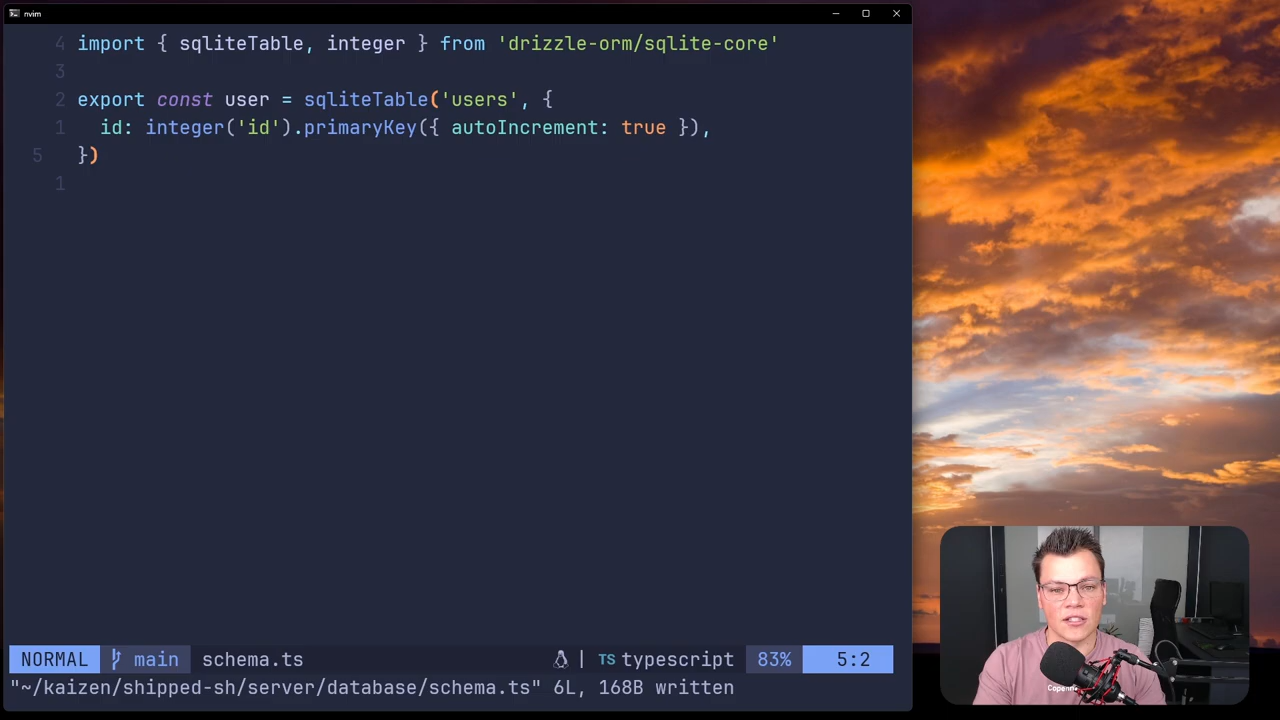 nvim
4 import { sqliteTable, integer } from 'drizzle-orm/sqlite-core'
3
2 export const user = sqliteTable('users', {
1 id: integer('id').primaryKey({ autoIncrement: true }),
5 })
1
NORMAL main schema.ts | TS typescript 83% 5:2
"~/kaizen/shipped-sh/server/database/schema.ts" 6L, 168B written